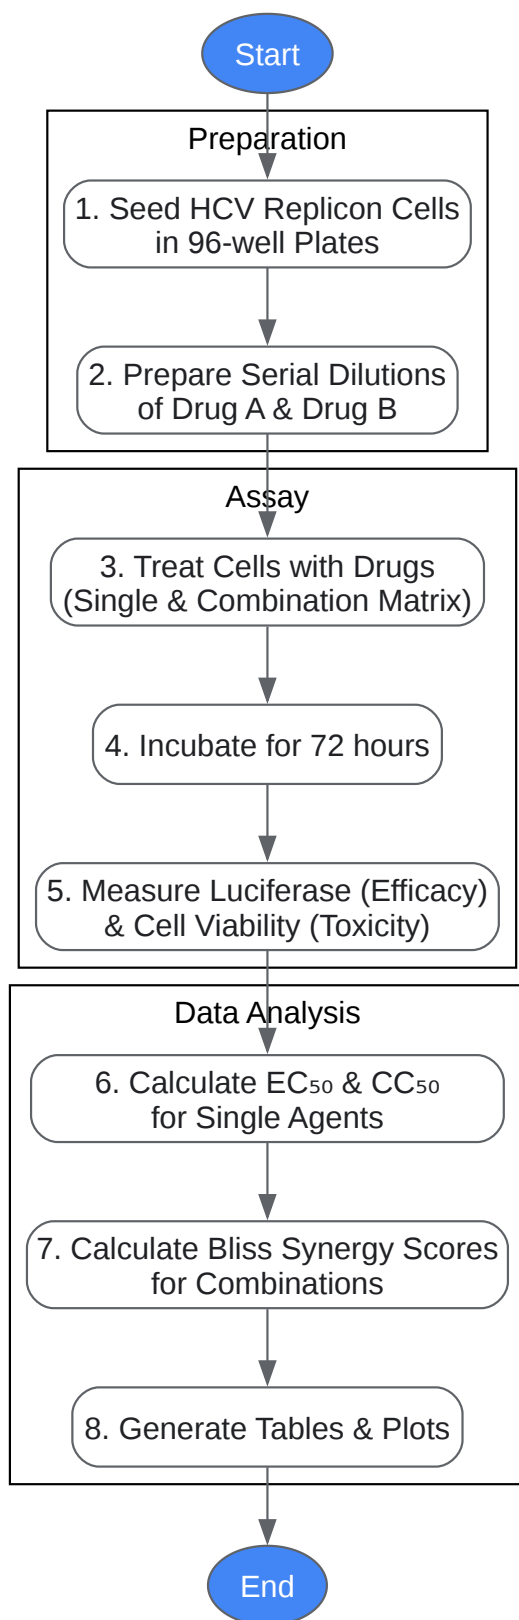 Start
Preparation
1. Seed HCV Replicon Cells
in 96-well Plates
2. Prepare Serial Dilutions
of Drug A & Drug B
Assay
3. Treat Cells with Drugs
(Single & Combination Matrix)
4. Incubate for 72 hours
5. Measure Luciferase (Efficacy)
& Cell Viability (Toxicity)
Data Analysis
6. Calculate EC₅₀ & CC₅₀
for Single Agents
7. Calculate Bliss Synergy Scores
for Combinations
8. Generate Tables & Plots
End